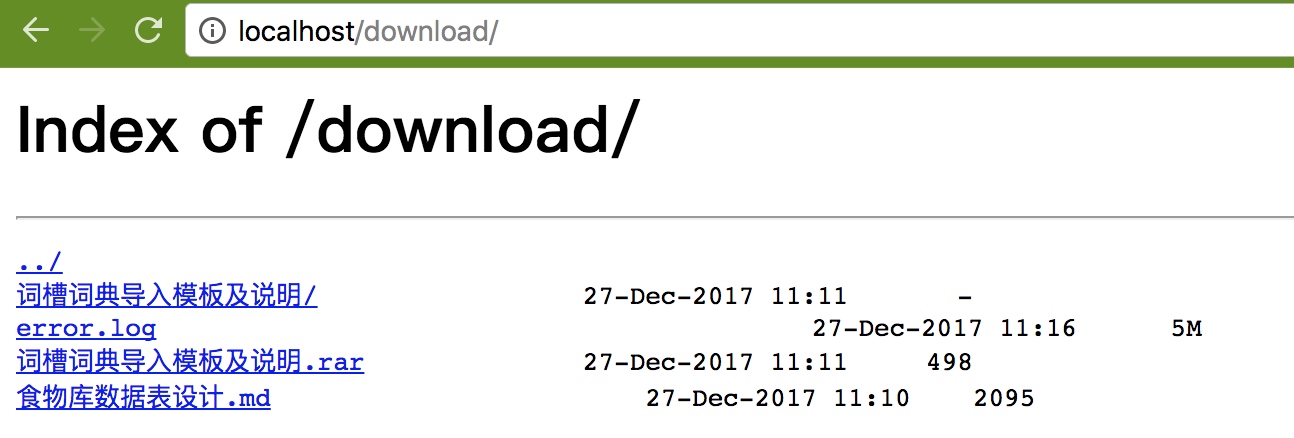 localhost/download/
Index of /download/
../
词槽词典导入模板及说明/ 27-Dec-2017 11:11 -
error.log 27-Dec-2017 11:16 5M
词槽词典导入模板及说明.rar 27-Dec-2017 11:11 498
食物库数据表设计.md 27-Dec-2017 11:10 2095